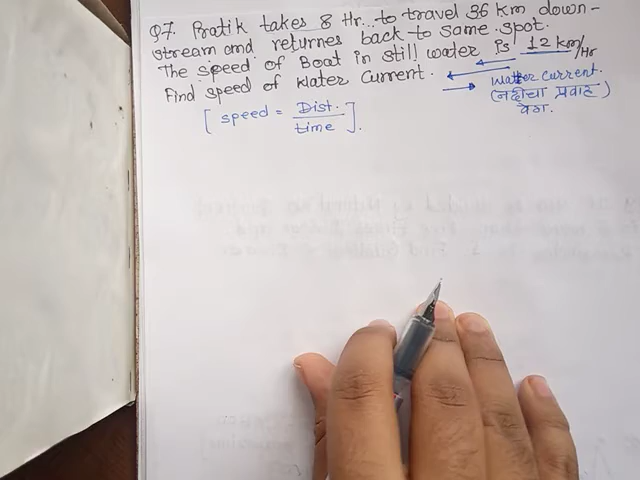 Q7. Pratik takes 8 Hr. to travel 36 km down-
stream and returnes back to same spot.
The speed of Boat in still water is 12 km/Hr
Find speed of Water Current.
water current.
(नदीचा प्रवाह)
वेग.
[ speed = Dist. / time ].